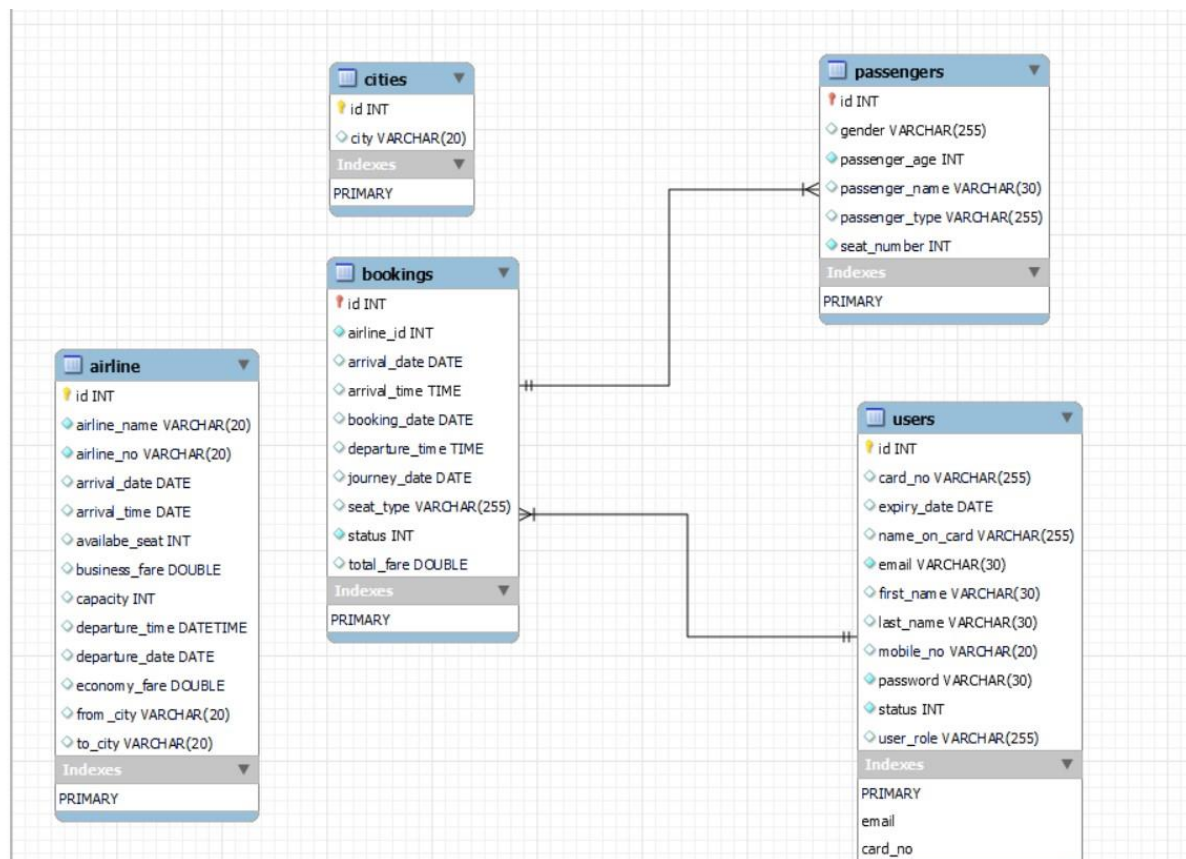 cities
id INT
city VARCHAR(20)
Indexes
PRIMARY
passengers
id INT
gender VARCHAR(255)
passenger_age INT
passenger_name VARCHAR(30)
passenger_type VARCHAR(255)
seat_number INT
Indexes
PRIMARY
bookings
id INT
airline_id INT
arrival_date DATE
arrival_time TIME
booking_date DATE
departure_time TIME
journey_date DATE
seat_type VARCHAR(255)
status INT
total_fare DOUBLE
Indexes
PRIMARY
airline
id INT
airline_name VARCHAR(20)
airline_no VARCHAR(20)
arrival_date DATE
arrival_time DATE
availabe_seat INT
business_fare DOUBLE
capacity INT
departure_time DATETIME
departure_date DATE
economy_fare DOUBLE
from_city VARCHAR(20)
to_city VARCHAR(20)
Indexes
PRIMARY
users
id INT
card_no VARCHAR(255)
expiry_date DATE
name_on_card VARCHAR(255)
email VARCHAR(30)
first_name VARCHAR(30)
last_name VARCHAR(30)
mobile_no VARCHAR(20)
password VARCHAR(30)
status INT
user_role VARCHAR(255)
Indexes
PRIMARY
email
card_no